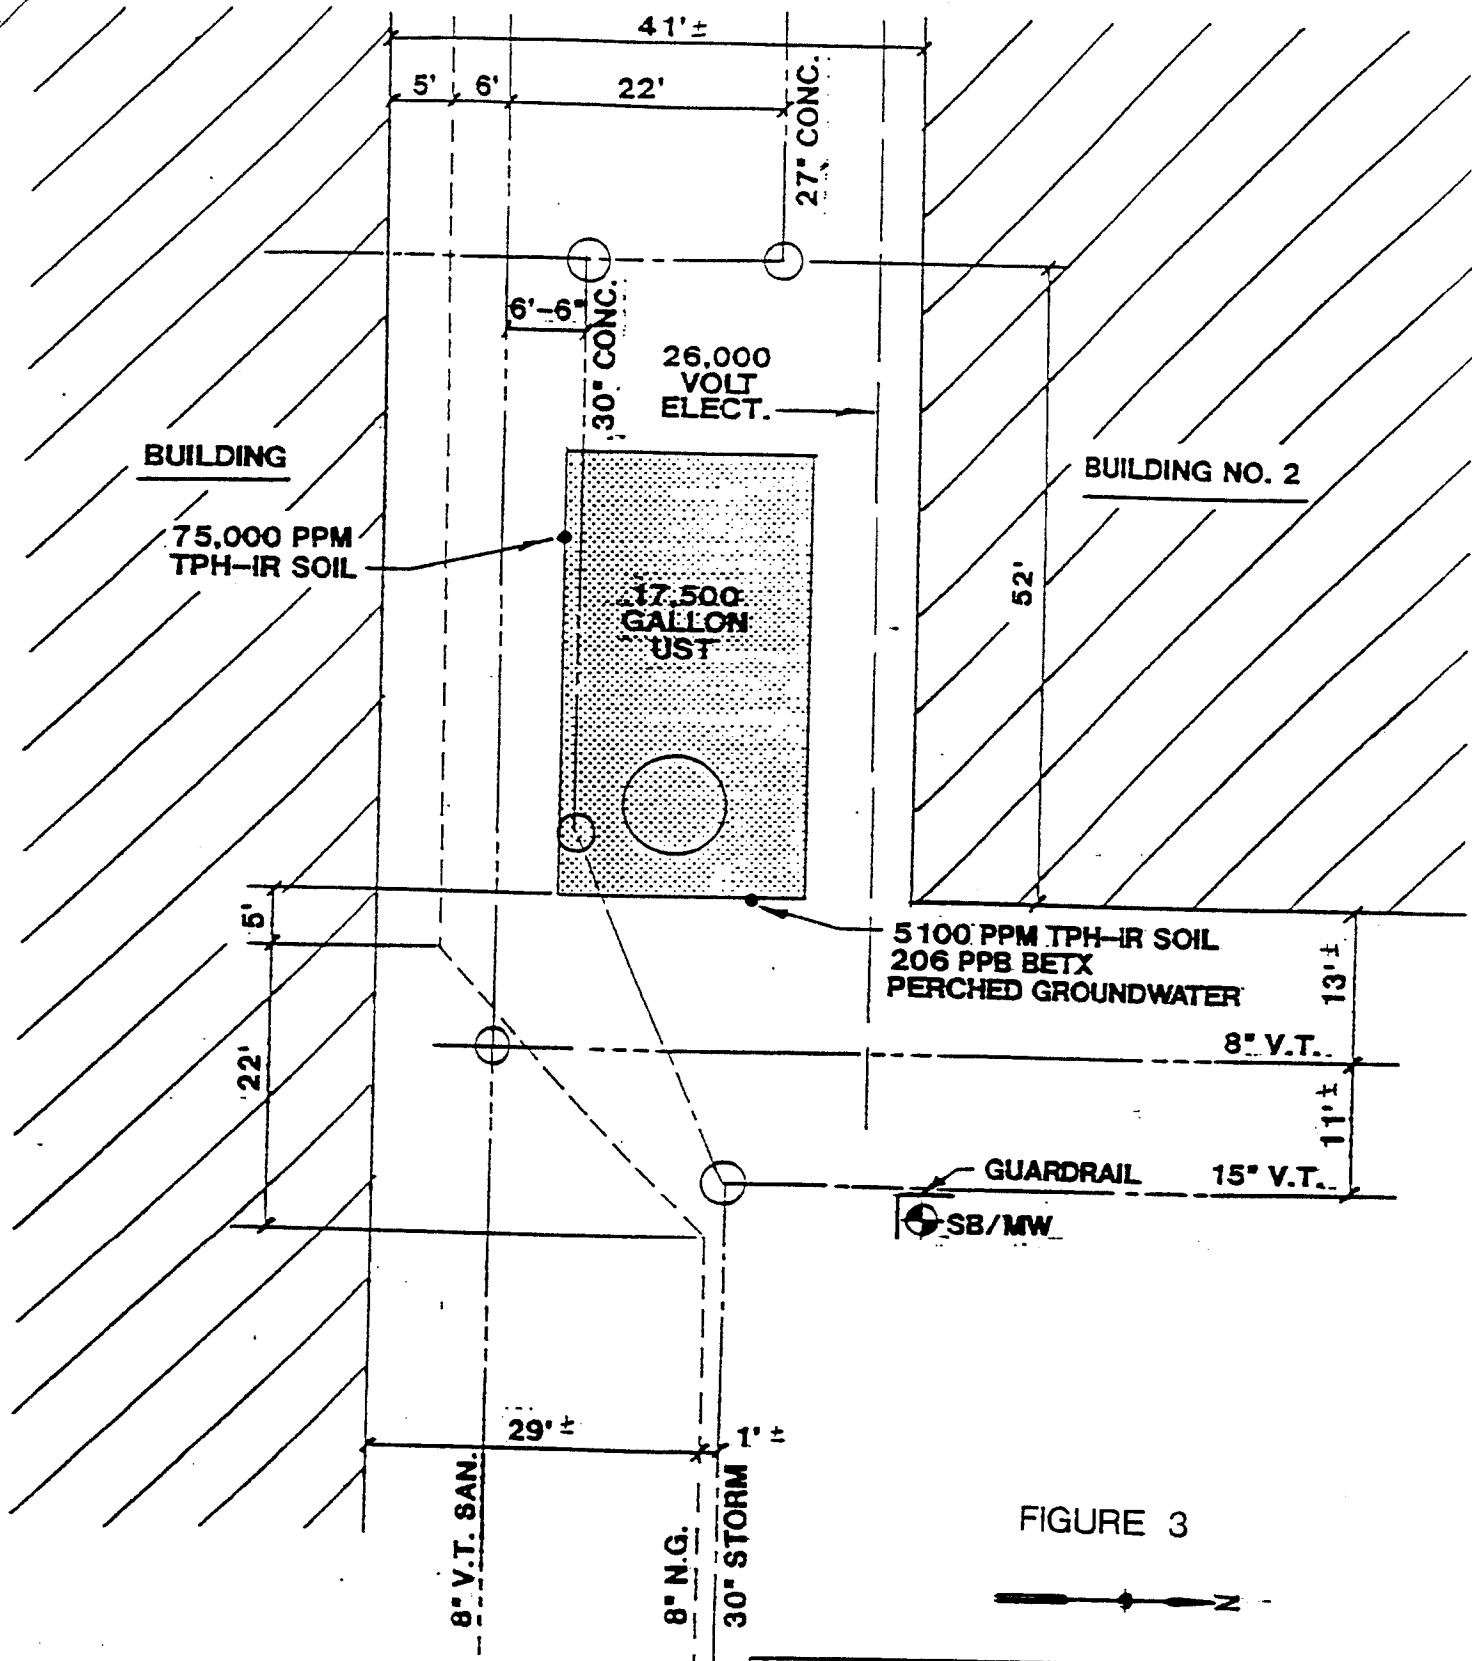 41'±
5'
6'
22'
27" CONC.
6'-6"
30" CONC.
26,000
VOLT
ELECT.
BUILDING
BUILDING NO. 2
75,000 PPM
TPH-IR SOIL
52'
17,500
GALLON
UST
5'
5100 PPM TPH-IR SOIL
206 PPB BETX
PERCHED GROUNDWATER
13'±
8" V.T.
22'
11'±
GUARDRAIL
15" V.T.
SB/MW
29'±
1'±
8" V.T. SAN.
8" N.G.
30" STORM
FIGURE 3
N